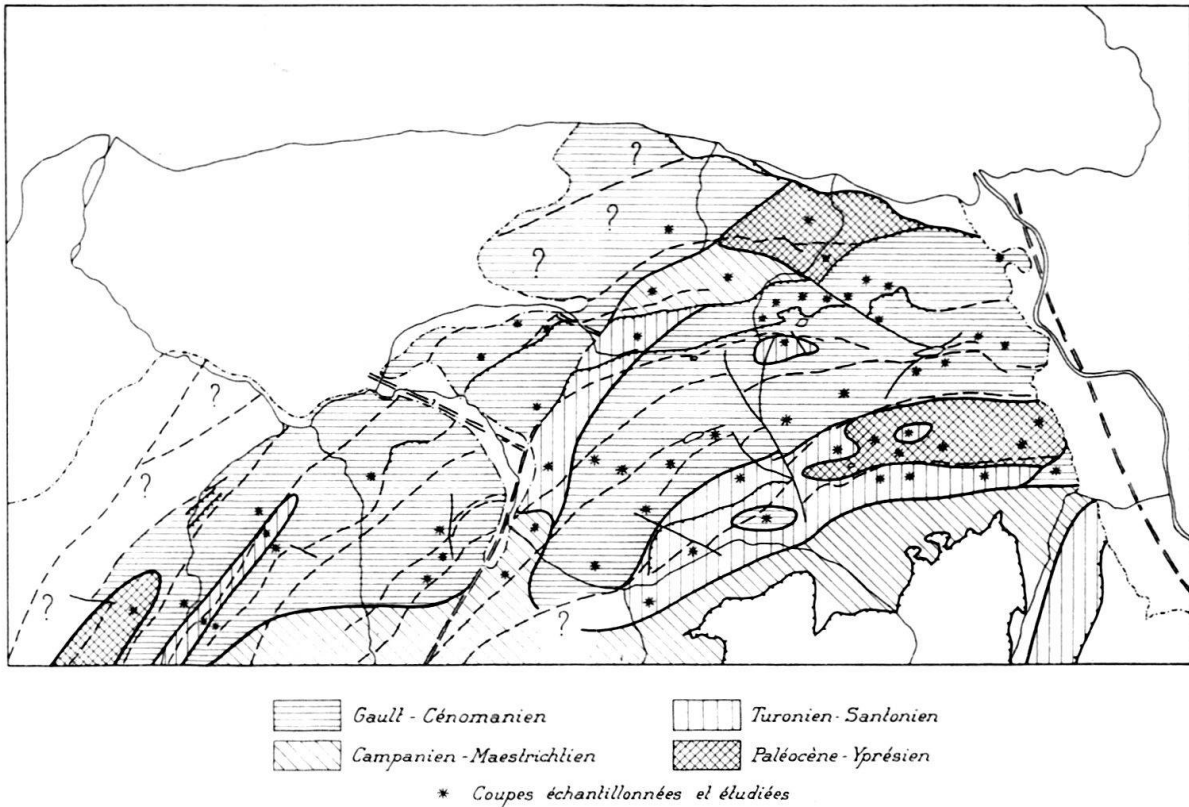 ?
?
?
?
?
?
?
Gault - Cénomanien
Turonien - Santonien
Campanien - Maestrichtien
Paléocène - Yprésien
* Coupes échantillonnées et étudiées